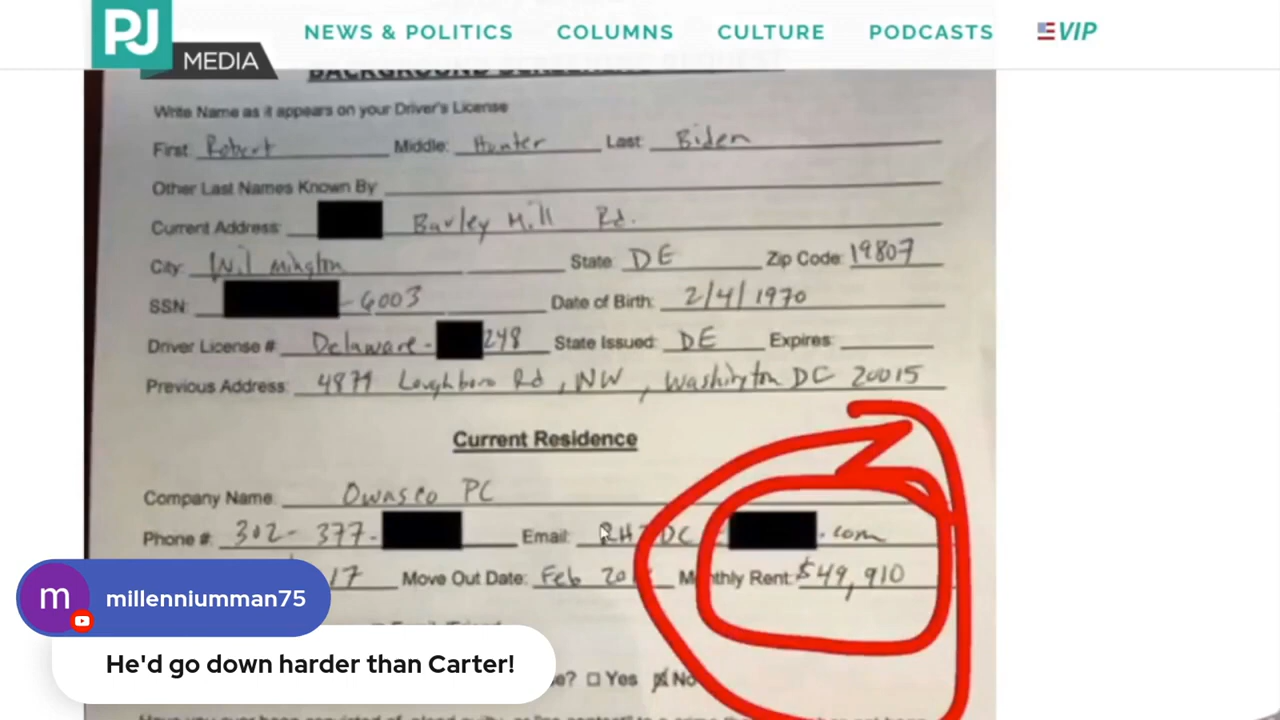 PJ
MEDIA
NEWS & POLITICS COLUMNS CULTURE PODCASTS VIP
Write Name as it appears on your Driver's License
First: Robert Middle: Hunter Last: Biden
Other Last Names Known By:
Current Address: Barley Mill Rd.
City: Wilmington State: DE Zip Code: 19807
SSN: -6003 Date of Birth: 2/4/1970
Driver License #: Delaware - 248 State Issued: DE Expires:
Previous Address: 4879 Loughboro Rd, NW, Washington DC 20015
Current Residence
Company Name: Owasco PC
Phone #: 302-377- Email: .com
17 Move Out Date: Feb Monthly Rent: $49,910
Yes No
m
millenniumman75
He'd go down harder than Carter!